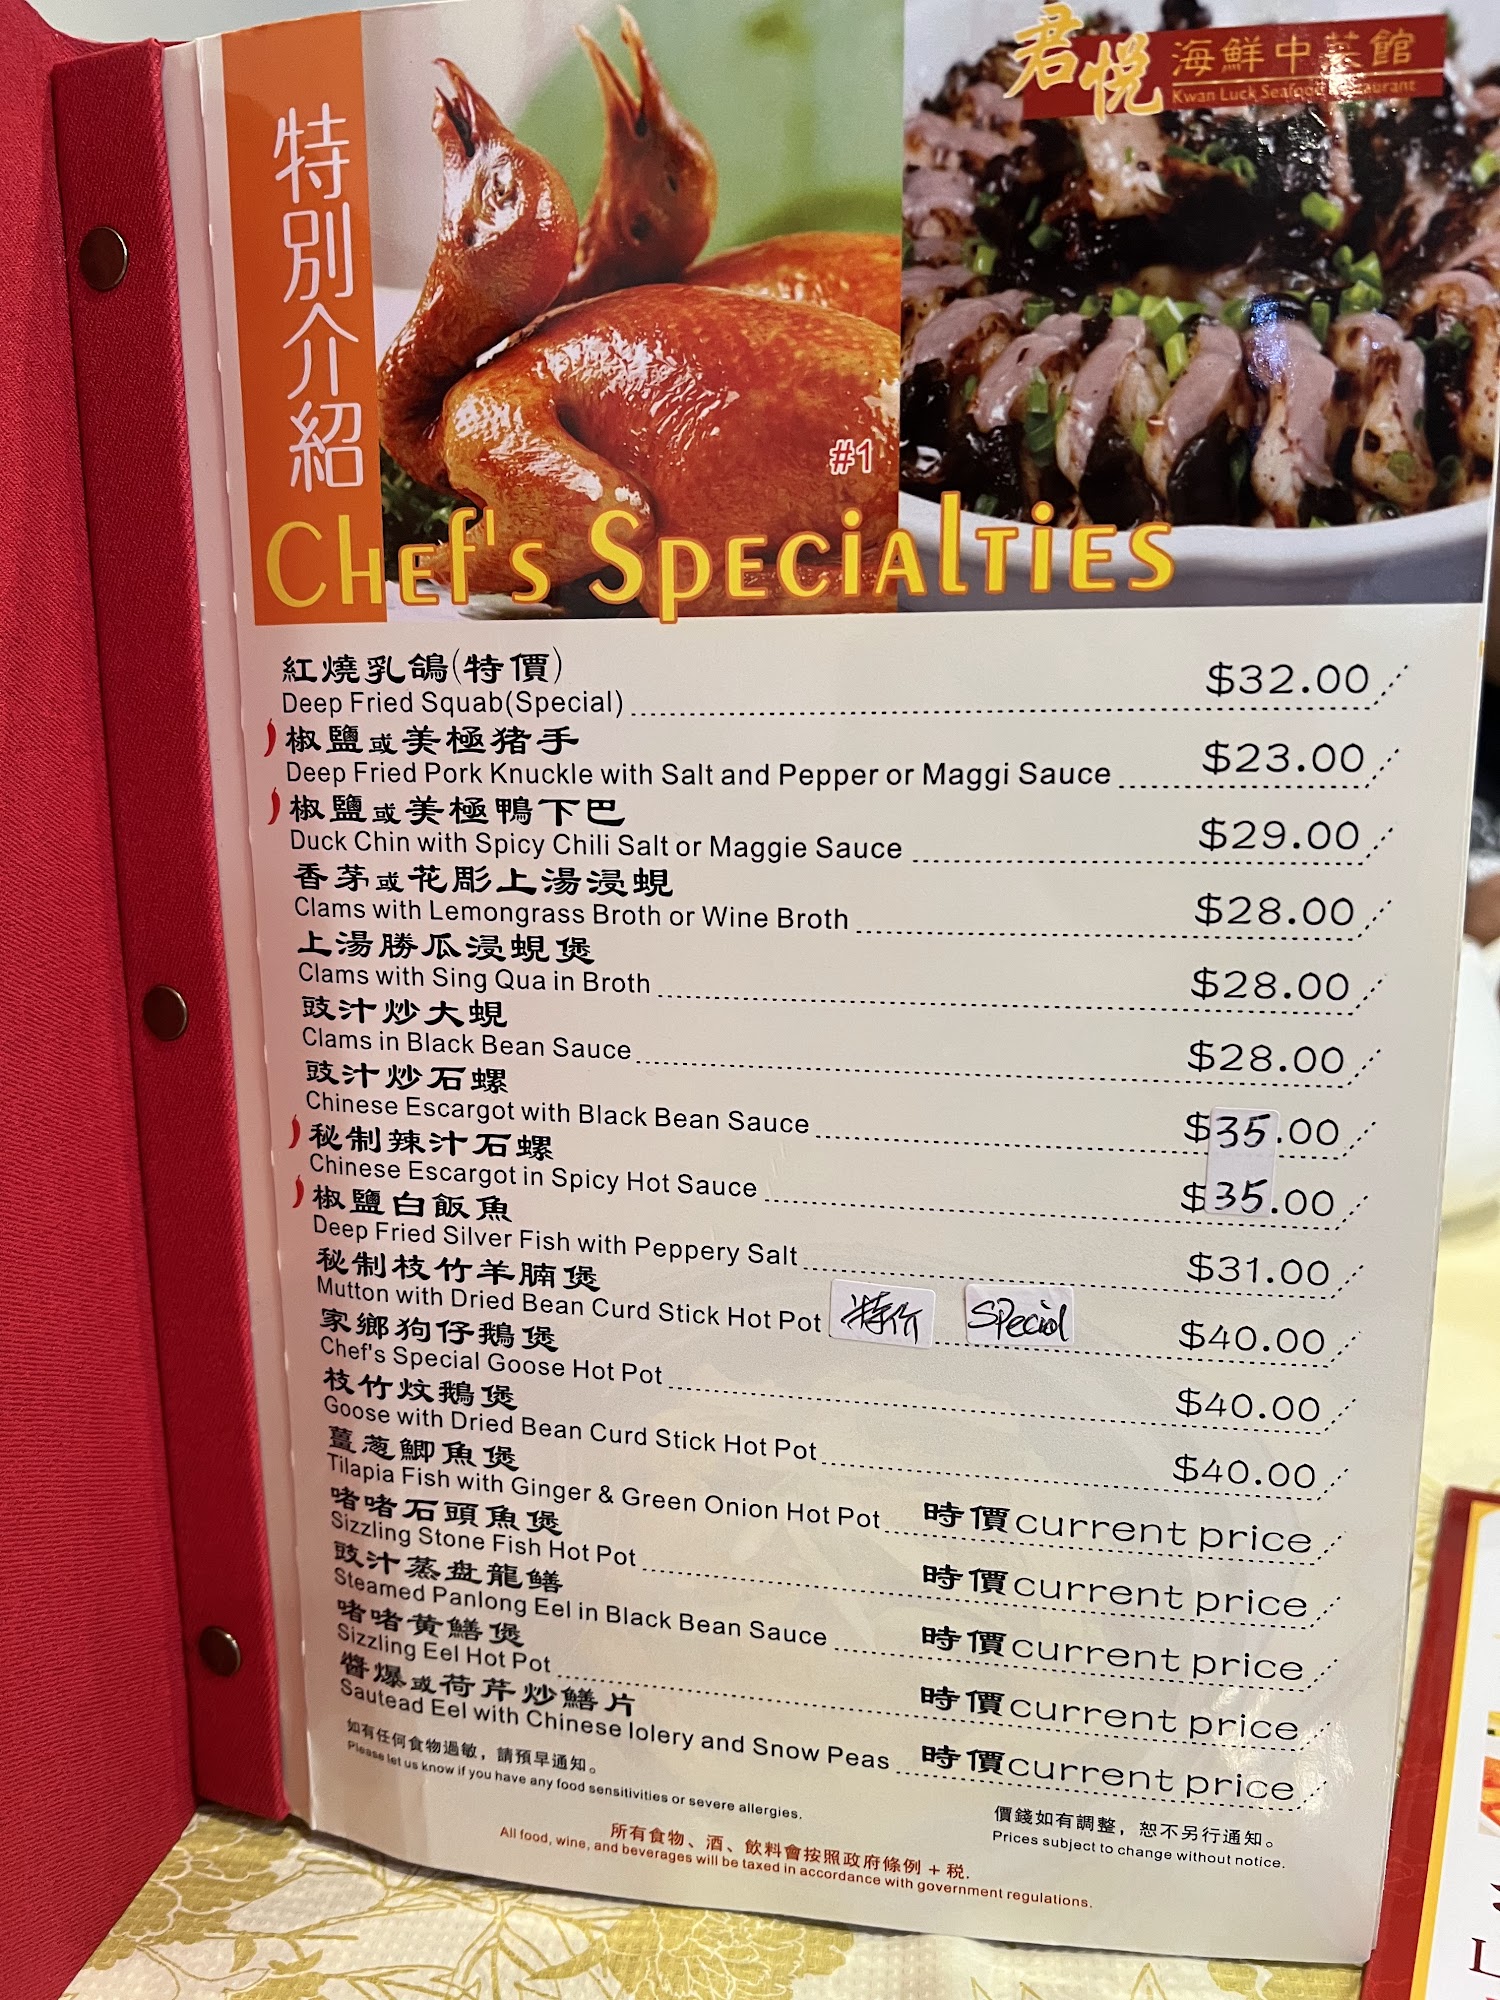 君悅 海鮮中菜館
Kwan Luck Seafood Restaurant
特別介紹
#1
Chef's Specialties
紅燒乳鴿(特價)
Deep Fried Squab(Special) $32.00
椒鹽或美極猪手
Deep Fried Pork Knuckle with Salt and Pepper or Maggi Sauce $23.00
椒鹽或美極鴨下巴
Duck Chin with Spicy Chili Salt or Maggie Sauce $29.00
香茅或花彫上湯浸蜆
Clams with Lemongrass Broth or Wine Broth $28.00
上湯勝瓜浸蜆煲
Clams with Sing Qua in Broth $28.00
豉汁炒大蜆
Clams in Black Bean Sauce $28.00
豉汁炒石螺
Chinese Escargot with Black Bean Sauce $35.00
秘制辣汁石螺
Chinese Escargot in Spicy Hot Sauce $35.00
椒鹽白飯魚
Deep Fried Silver Fish with Peppery Salt $31.00
秘制枝竹羊腩煲
Mutton with Dried Bean Curd Stick Hot Pot 特价 Special $40.00
家鄉狗仔鵝煲
Chef's Special Goose Hot Pot $40.00
枝竹炆鵝煲
Goose with Dried Bean Curd Stick Hot Pot $40.00
薑葱鯽魚煲
Tilapia Fish with Ginger & Green Onion Hot Pot 時價current price
啫啫石頭魚煲
Sizzling Stone Fish Hot Pot 時價current price
豉汁蒸盘龍鱔
Steamed Panlong Eel in Black Bean Sauce 時價current price
啫啫黄鱔煲
Sizzling Eel Hot Pot 時價current price
醬爆或荷芹炒鱔片
Sautead Eel with Chinese lolery and Snow Peas 時價current price
如有任何食物過敏，請預早通知。
Please let us know if you have any food sensitivities or severe allergies.
價錢如有調整，恕不另行通知。
Prices subject to change without notice.
所有食物、酒、飲料會按照政府條例 + 税.
All food, wine, and beverages will be taxed in accordance with government regulations.